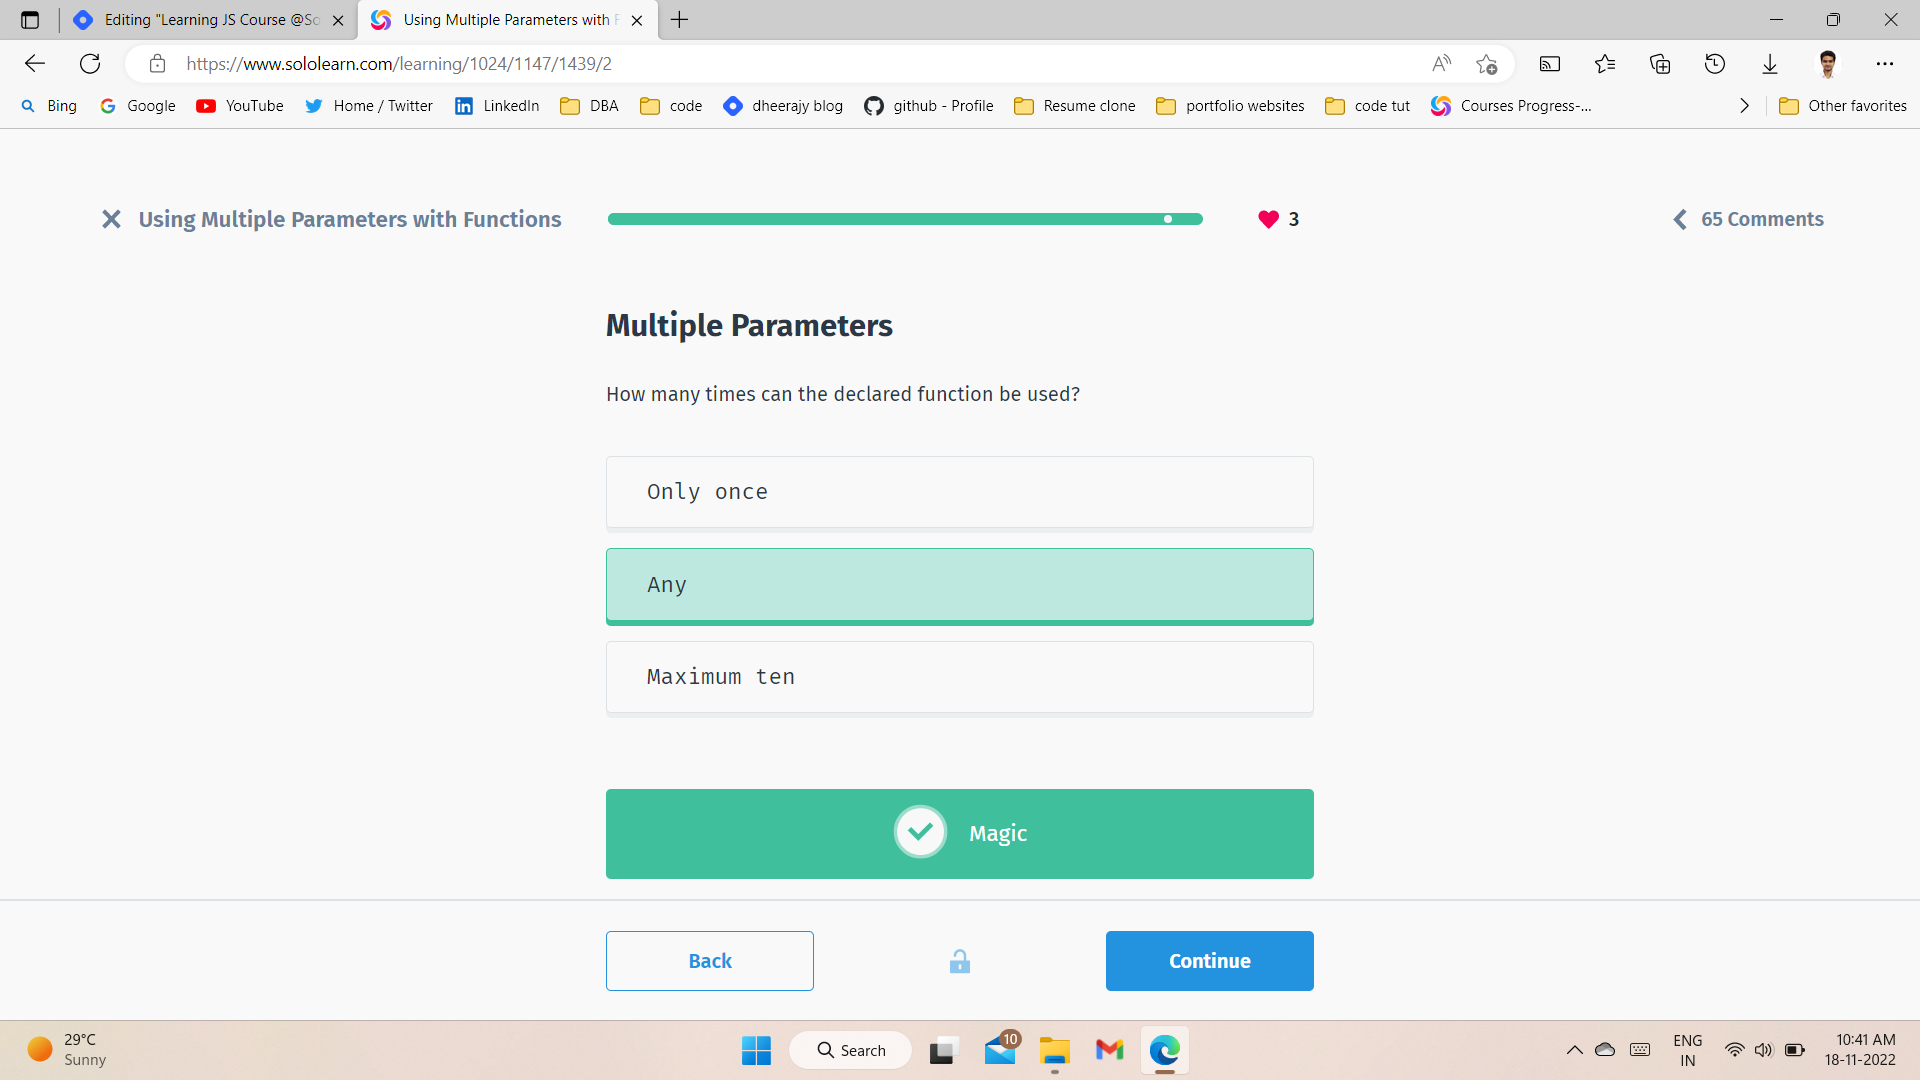 Editing "Learning JS Course @So
Using Multiple Parameters with F
https://www.sololearn.com/learning/1024/1147/1439/2
Bing Google YouTube Home / Twitter LinkedIn DBA code dheerajy blog github - Profile Resume clone portfolio websites code tut Courses Progress-... Other favorites
Using Multiple Parameters with Functions 3 65 Comments
Multiple Parameters
How many times can the declared function be used?
Only once
Any
Maximum ten
Magic
Back Continue
29°C
Sunny
Search
10
ENG
IN
10:41 AM
18-11-2022